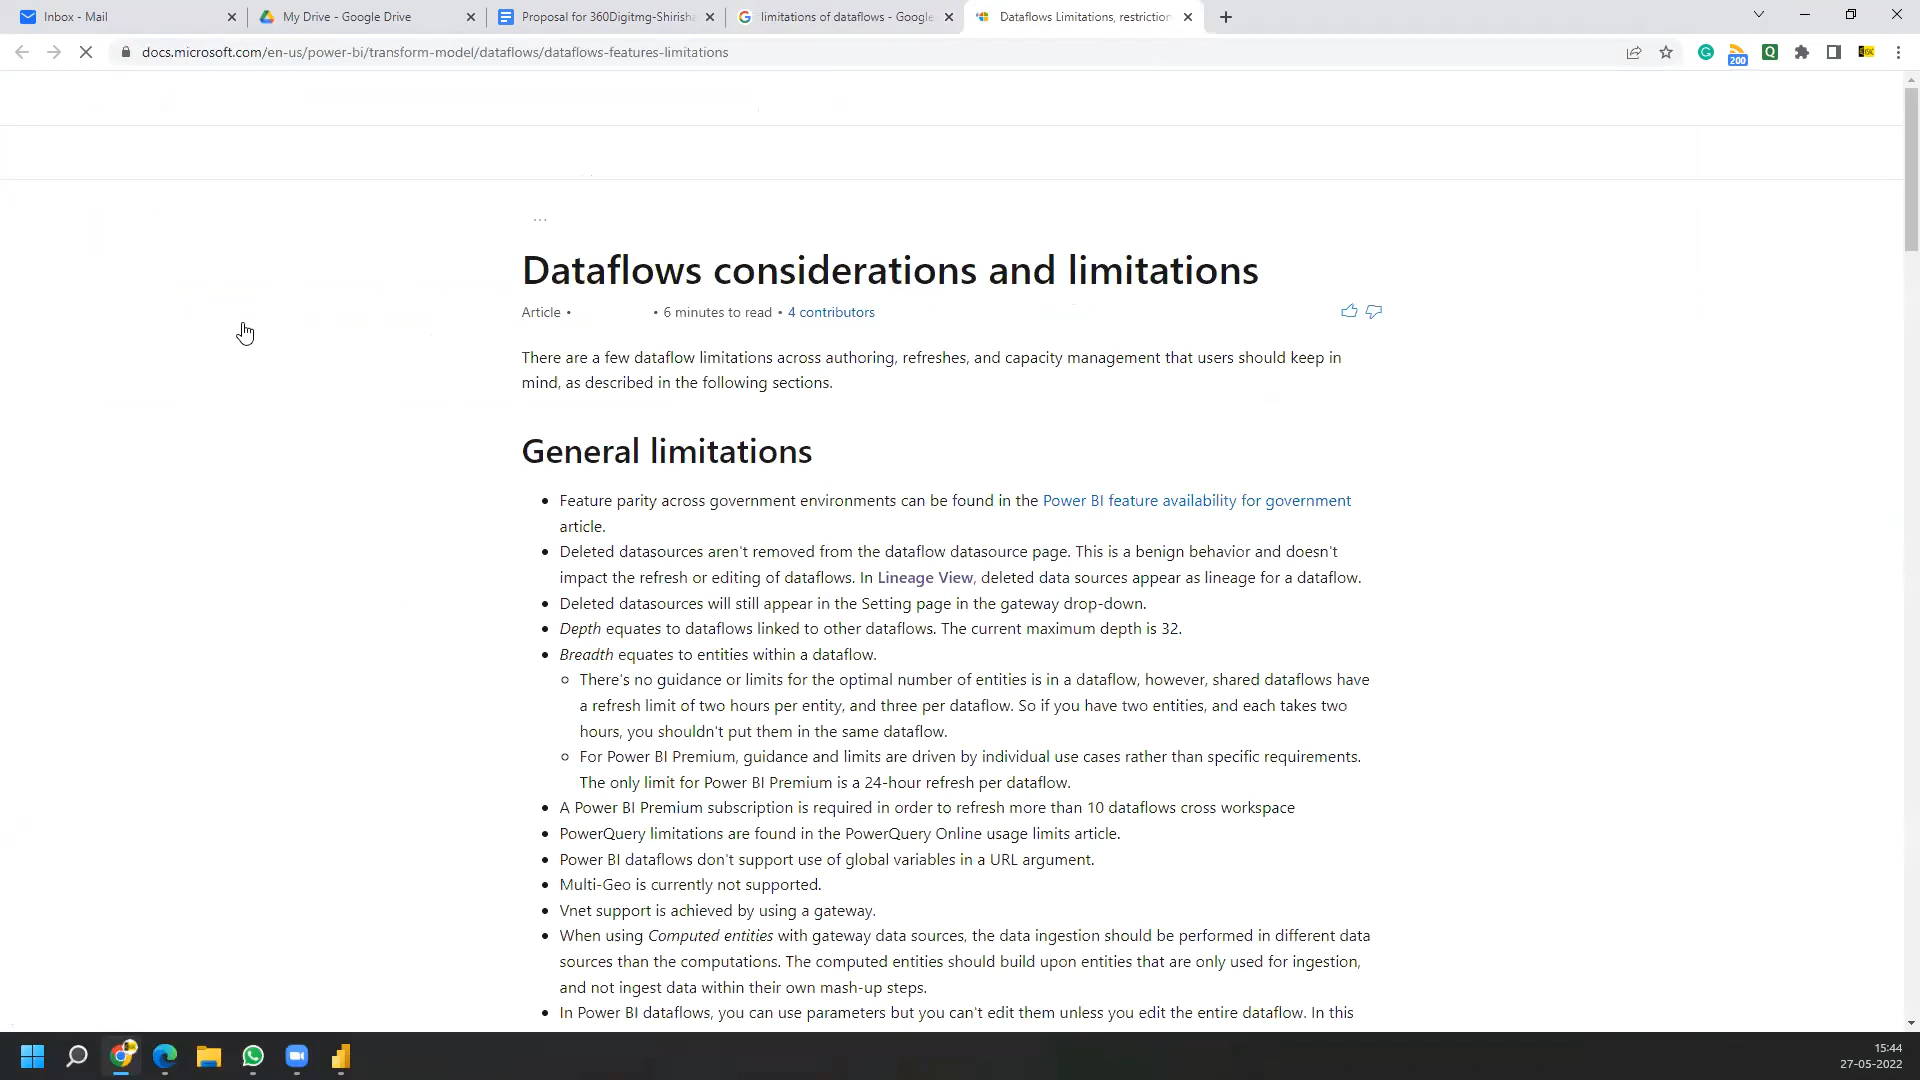 Inbox - Mail
My Drive - Google Drive
Proposal for 360Digitmg-Shirish
limitations of dataflows - Google
Dataflows Limitations, restriction
docs.microsoft.com/en-us/power-bi/transform-model/dataflows/dataflows-features-limitations
200
...
Dataflows considerations and limitations
Article • • 6 minutes to read • 4 contributors
There are a few dataflow limitations across authoring, refreshes, and capacity management that users should keep in
mind, as described in the following sections.
General limitations
• Feature parity across government environments can be found in the Power BI feature availability for government
article.
• Deleted datasources aren't removed from the dataflow datasource page. This is a benign behavior and doesn't
impact the refresh or editing of dataflows. In Lineage View, deleted data sources appear as lineage for a dataflow.
• Deleted datasources will still appear in the Setting page in the gateway drop-down.
• Depth equates to dataflows linked to other dataflows. The current maximum depth is 32.
• Breadth equates to entities within a dataflow.
○ There's no guidance or limits for the optimal number of entities is in a dataflow, however, shared dataflows have
a refresh limit of two hours per entity, and three per dataflow. So if you have two entities, and each takes two
hours, you shouldn't put them in the same dataflow.
○ For Power BI Premium, guidance and limits are driven by individual use cases rather than specific requirements.
The only limit for Power BI Premium is a 24-hour refresh per dataflow.
• A Power BI Premium subscription is required in order to refresh more than 10 dataflows cross workspace
• PowerQuery limitations are found in the PowerQuery Online usage limits article.
• Power BI dataflows don't support use of global variables in a URL argument.
• Multi-Geo is currently not supported.
• Vnet support is achieved by using a gateway.
• When using Computed entities with gateway data sources, the data ingestion should be performed in different data
sources than the computations. The computed entities should build upon entities that are only used for ingestion,
and not ingest data within their own mash-up steps.
• In Power BI dataflows, you can use parameters but you can't edit them unless you edit the entire dataflow. In this
15:44
27-05-2022